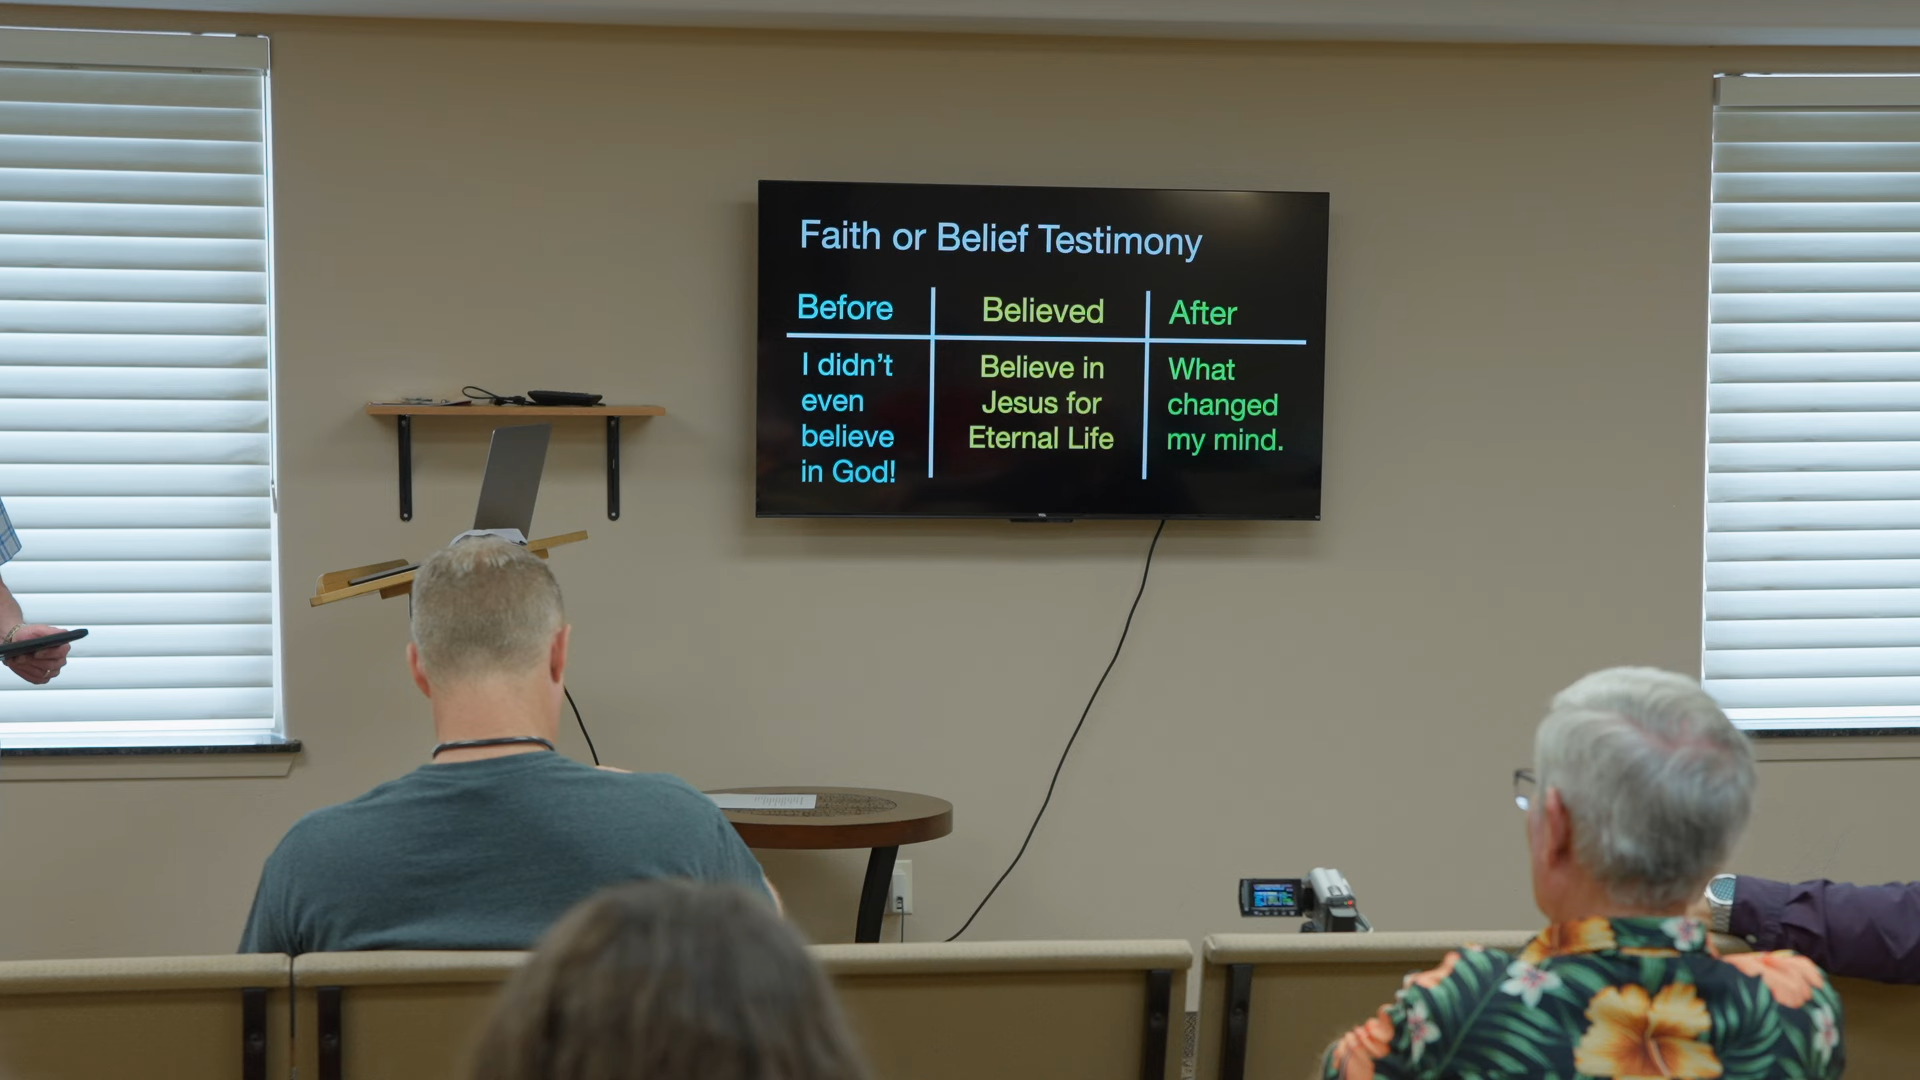 Faith or Belief Testimony
Before
Believed
After
I didn't
even
believe
in God!
Believe in
Jesus for
Eternal Life
What
changed
my mind.